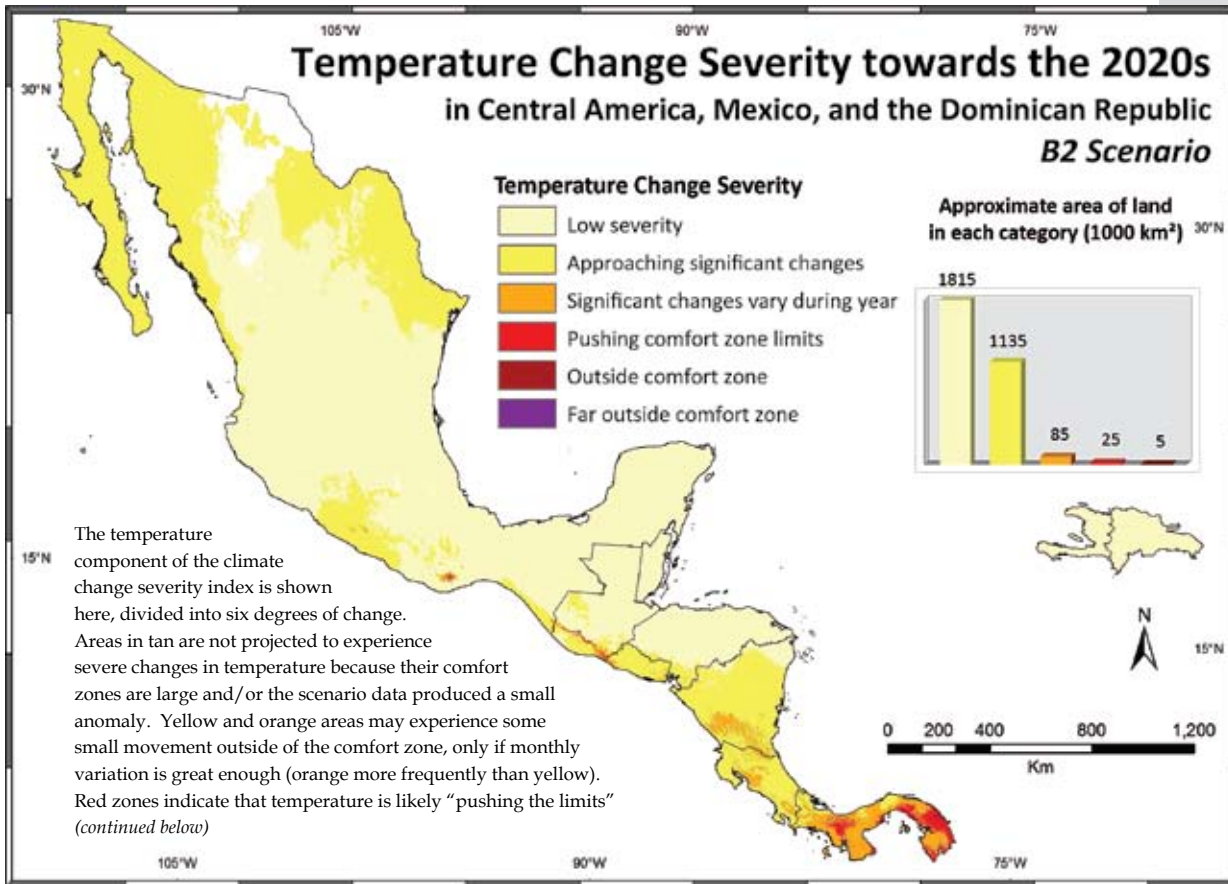 105°W
90°W
75°W
Temperature Change Severity towards the 2020s
in Central America, Mexico, and the Dominican Republic
B2 Scenario
30°N
Temperature Change Severity
Low severity
Approaching significant changes
Significant changes vary during year
Pushing comfort zone limits
Outside comfort zone
Far outside comfort zone
Approximate area of land
in each category (1000 km²)
30°N
1815
1135
85
25
5
15°N
The temperature
component of the climate
change severity index is shown
here, divided into six degrees of change.
Areas in tan are not projected to experience
severe changes in temperature because their comfort
zones are large and/or the scenario data produced a small
anomaly. Yellow and orange areas may experience some
small movement outside of the comfort zone, only if monthly
variation is great enough (orange more frequently than yellow).
Red zones indicate that temperature is likely “pushing the limits”
(continued below)
N
15°N
0 200 400 800 1,200
Km
105°W
90°W
75°W